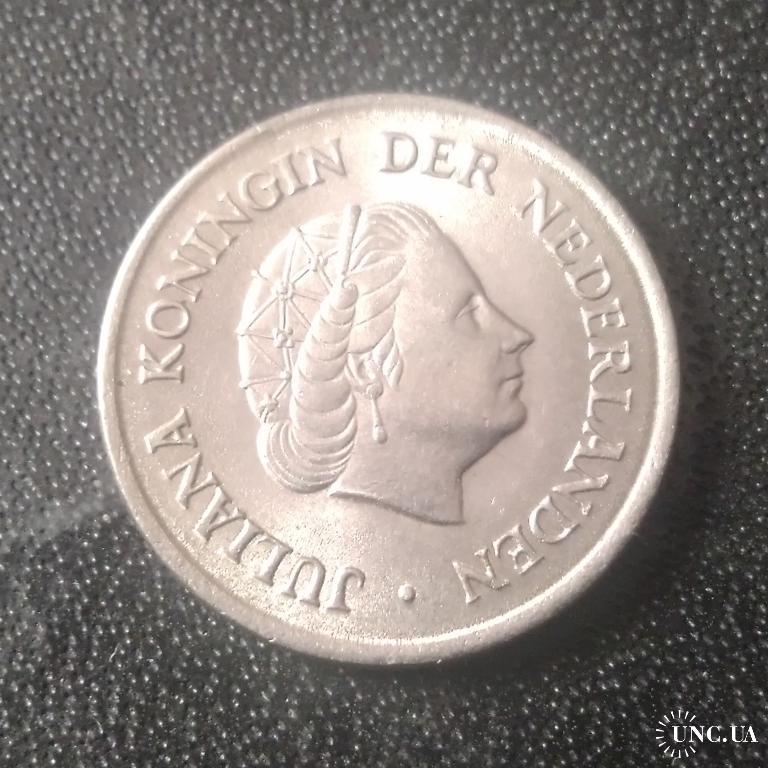 JULIANA KONINGIN DER NEDERLANDEN •
UNC.UA